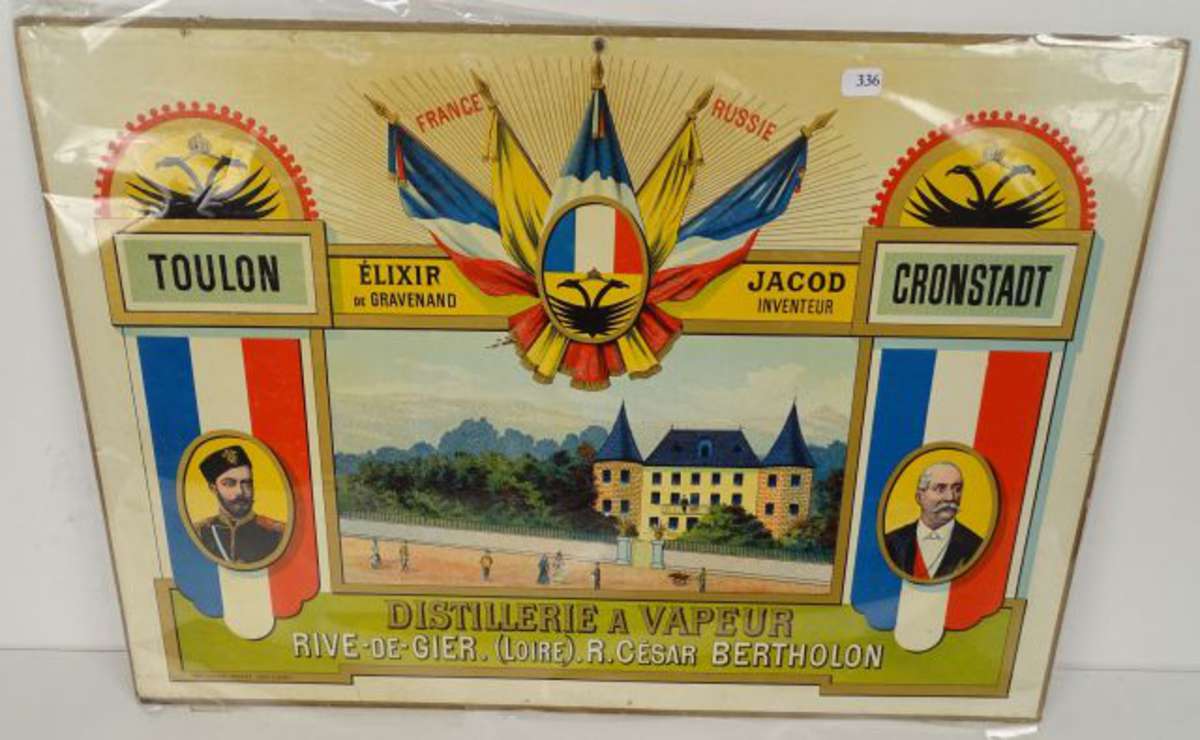 336
FRANCE
RUSSIE
TOULON
ÉLIXIR
DE GRAVENAND
JACOD
INVENTEUR
CRONSTADT
DISTILLERIE A VAPEUR
RIVE-DE-GIER. (LOIRE). R. CÉSAR BERTHOLON